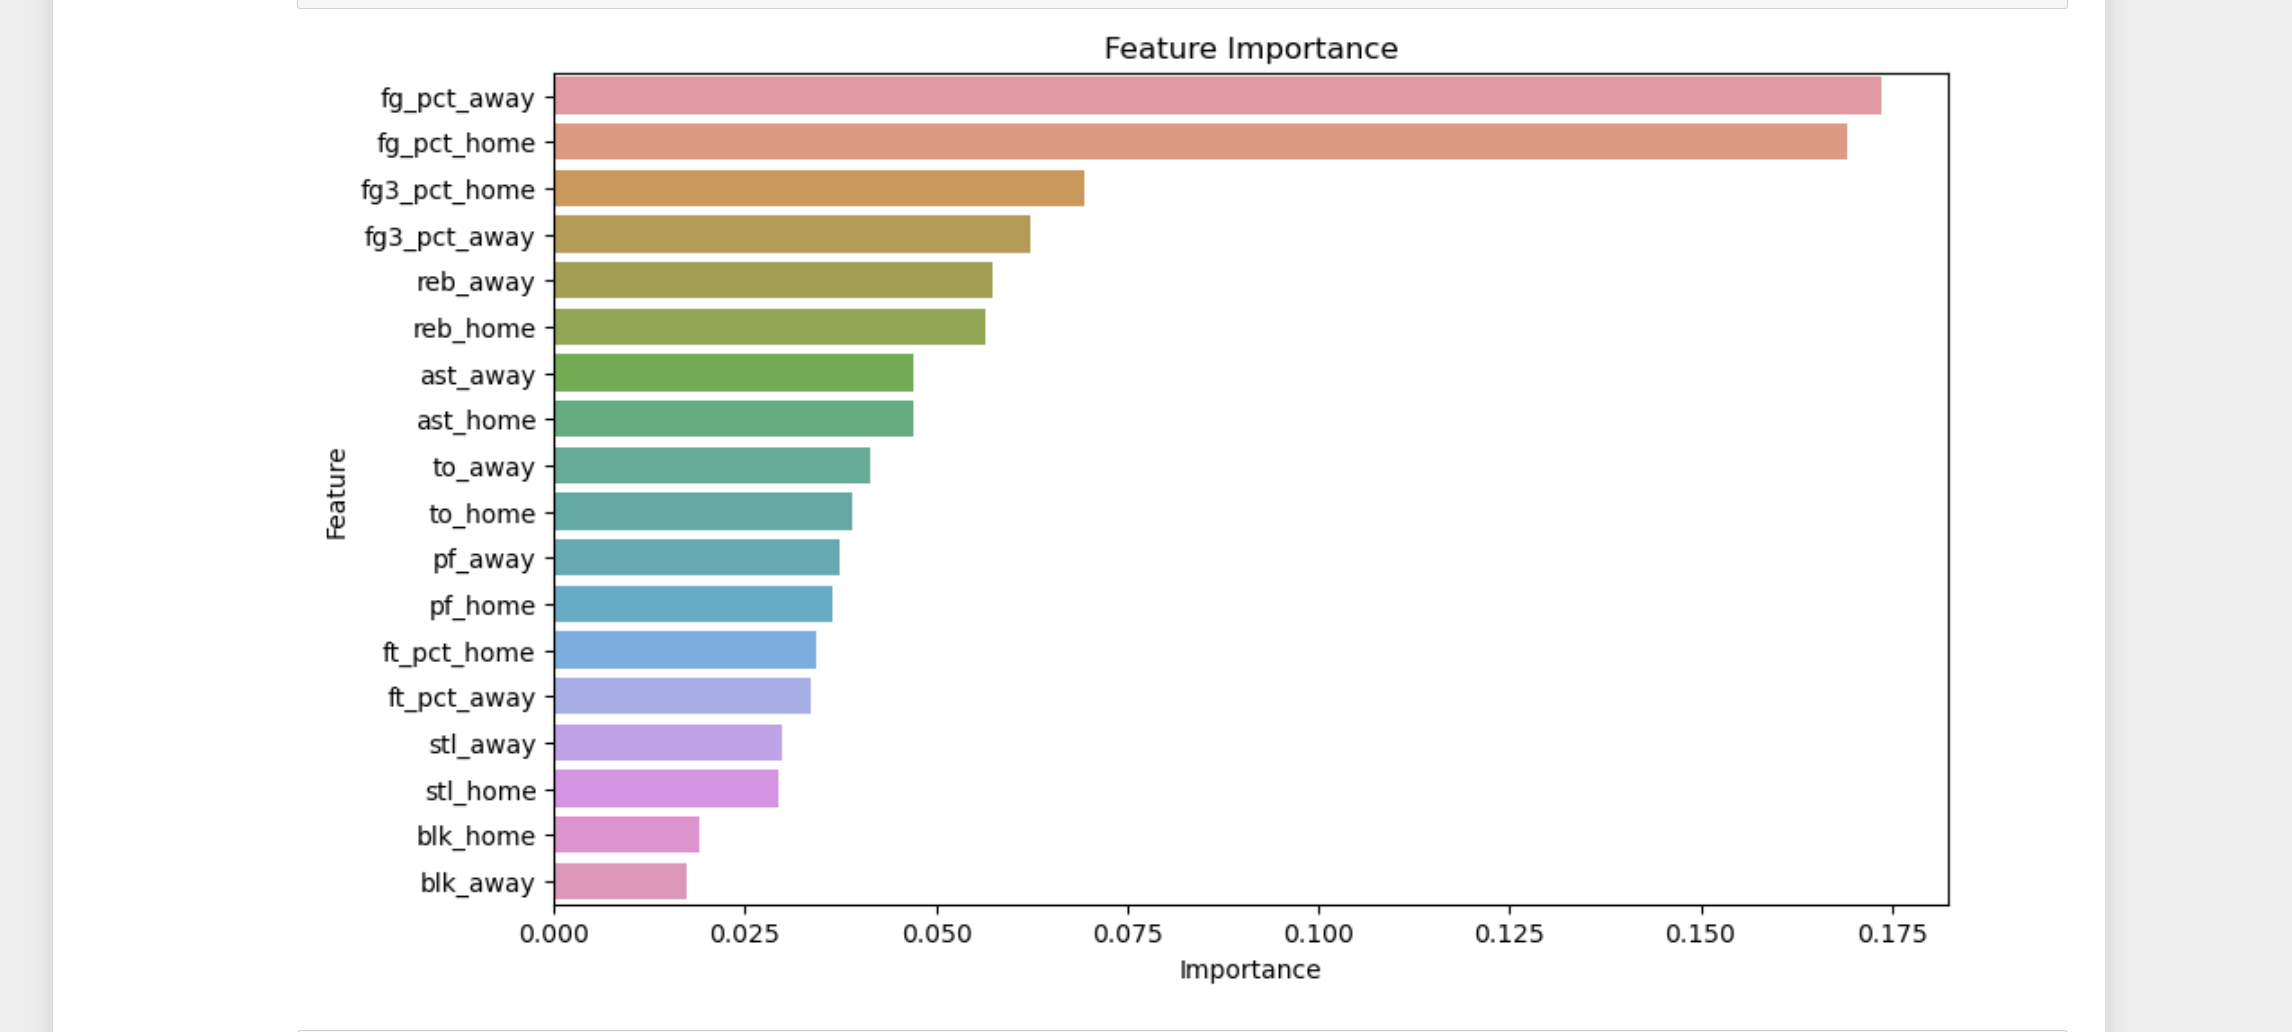 Feature Importance
fg_pct_away
fg_pct_home
fg3_pct_home
fg3_pct_away
reb_away
reb_home
ast_away
ast_home
to_away
to_home
pf_away
pf_home
ft_pct_home
ft_pct_away
stl_away
stl_home
blk_home
blk_away
Feature
0.000 0.025 0.050 0.075 0.100 0.125 0.150 0.175
Importance